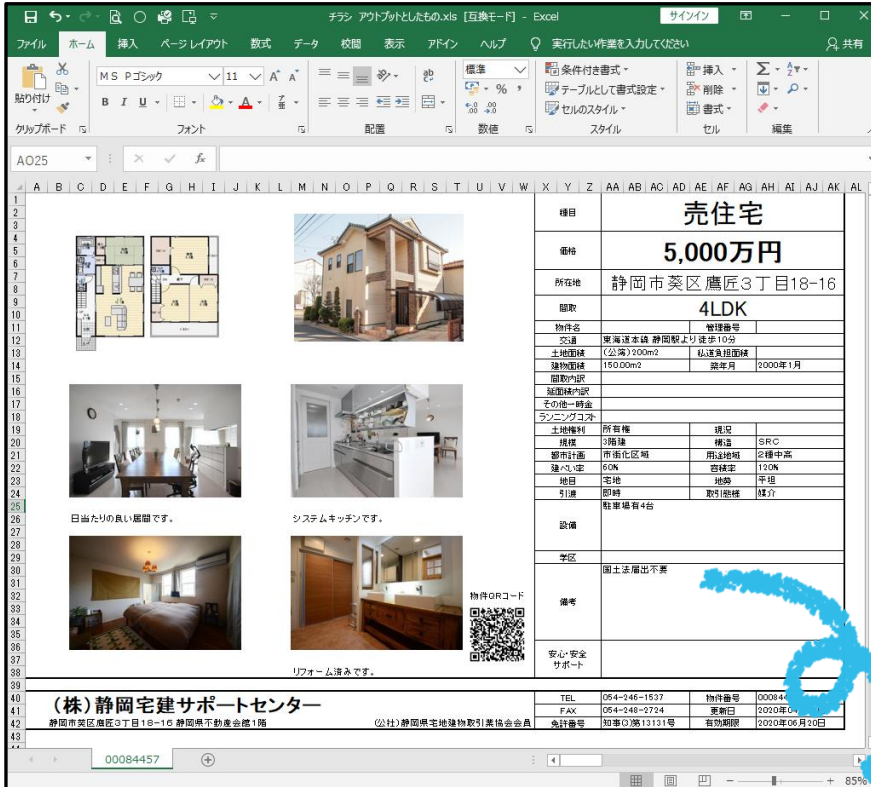 チラシ アウトプットとしたもの.xls [互換モード] - Excel
サインイン
ファイル ホーム 挿入 ページ レイアウト 数式 データ 校閲 表示 アドイン ヘルプ 実行したい作業を入力してください 共有
貼り付け
MS Pゴシック 11
B I U
標準
条件付き書式
テーブルとして書式設定
セルのスタイル
挿入
削除
書式
クリップボード フォント 配置 数値 スタイル セル 編集
AO25
fx
A B C D E F G H I J K L M N O P Q R S T U V W X Y Z AA AB AC AD AE AF AG AH AI AJ AK AL
種目 売住宅
価格 5,000万円
所在地 静岡市葵区鷹匠3丁目18-16
間取 4LDK
物件名 管理番号
交通 東海道本線 静岡駅より徒歩10分
土地面積 (公簿)200m2 私道負担面積
建物面積 150.00m2 築年月 2000年1月
間取内訳
延面積内訳
その他一時金
ランニングコスト
土地権利 所有権 現況
規模 3階建 構造 SRC
都市計画 市街化区域 用途地域 2種中高
建ぺい率 60% 容積率 120%
地目 宅地 地勢 平坦
引渡 即時 取引態様 媒介
設備 駐車場有4台
学区
備考 国土法届出不要
安心・安全
サポート
日当たりの良い居間です。
システムキッチンです。
物件QRコード
リフォーム済みです。
(株)静岡宅建サポートセンター
静岡市葵区鷹匠3丁目18-16 静岡県不動産会館1階 (公社)静岡県宅地建物取引業協会会員
TEL 054-246-1537 物件番号 000844
FAX 054-248-2724 更新日 2020年0
免許番号 知事(3)第13131号 有効期限 2020年06月20日
00084457
85%